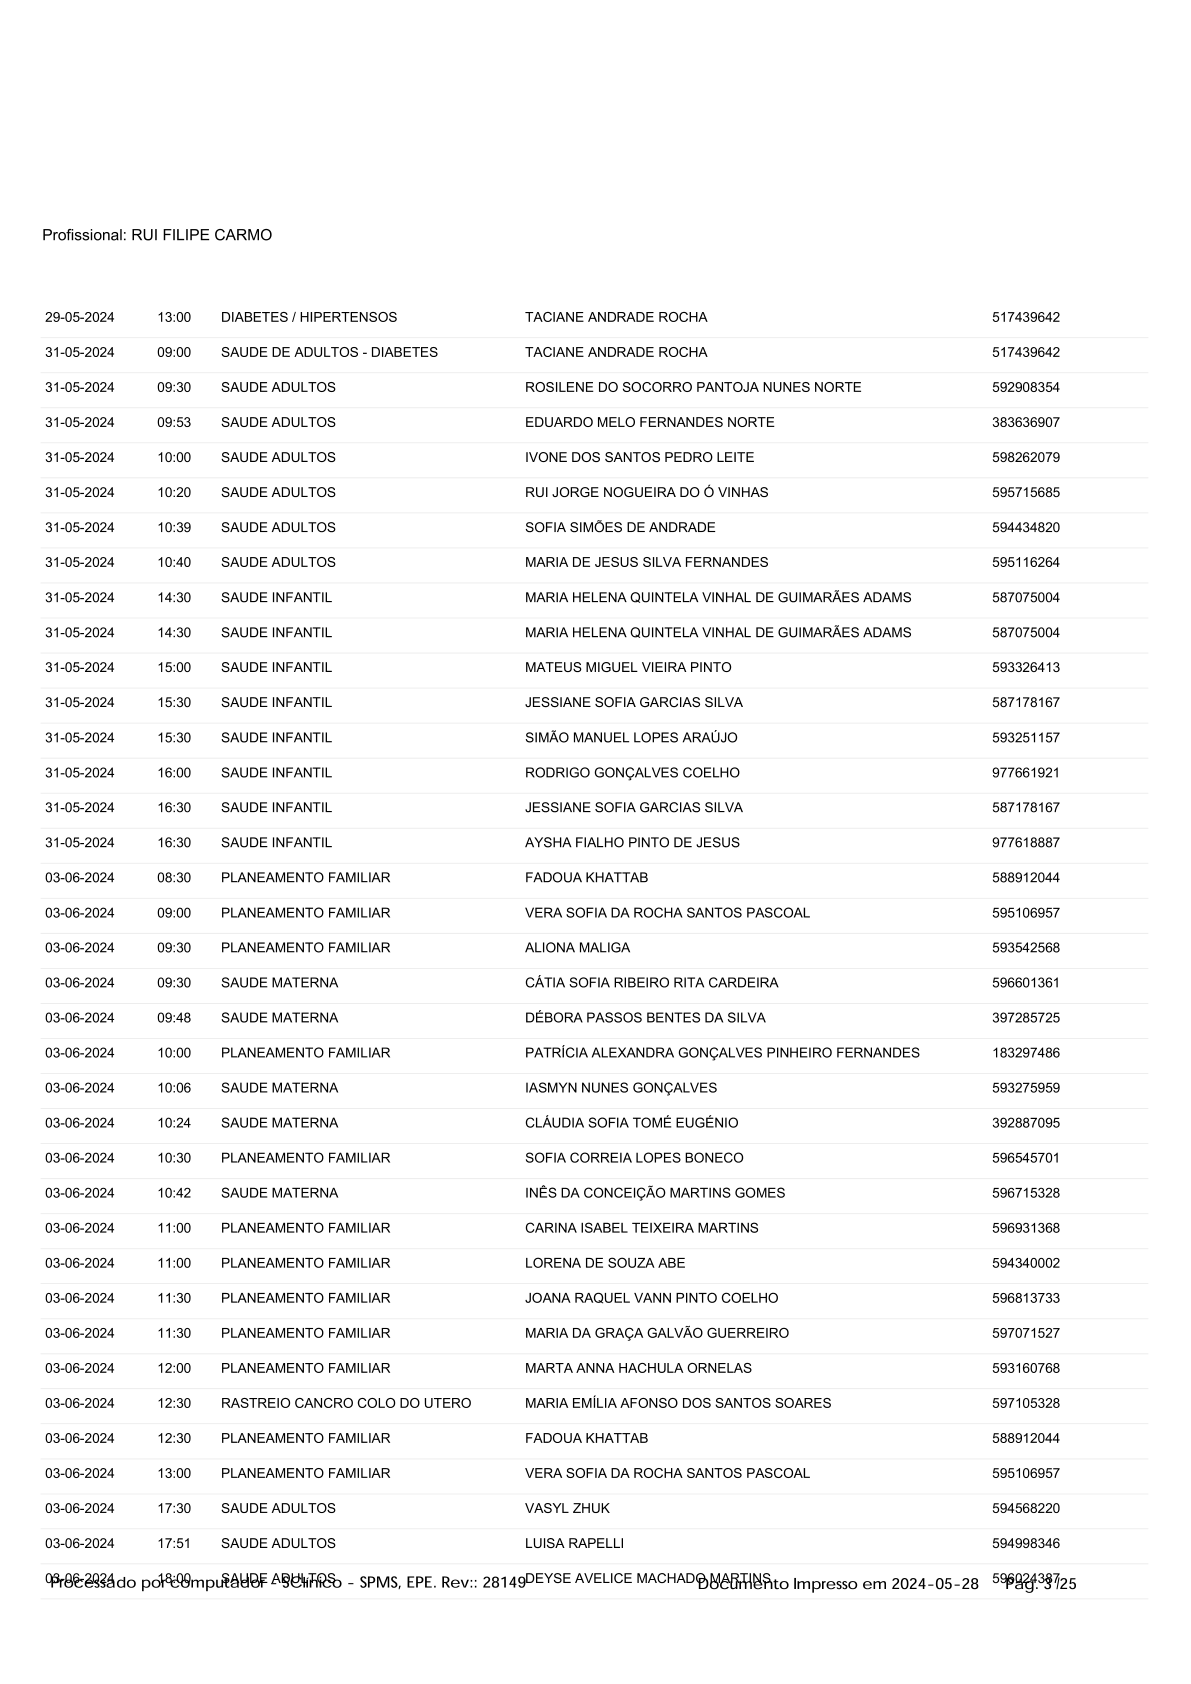 Profissional: RUI FILIPE CARMO
29-05-2024 13:00 DIABETES / HIPERTENSOS TACIANE ANDRADE ROCHA 517439642
31-05-2024 09:00 SAUDE DE ADULTOS - DIABETES TACIANE ANDRADE ROCHA 517439642
31-05-2024 09:30 SAUDE ADULTOS ROSILENE DO SOCORRO PANTOJA NUNES NORTE 592908354
31-05-2024 09:53 SAUDE ADULTOS EDUARDO MELO FERNANDES NORTE 383636907
31-05-2024 10:00 SAUDE ADULTOS IVONE DOS SANTOS PEDRO LEITE 598262079
31-05-2024 10:20 SAUDE ADULTOS RUI JORGE NOGUEIRA DO Ó VINHAS 595715685
31-05-2024 10:39 SAUDE ADULTOS SOFIA SIMÕES DE ANDRADE 594434820
31-05-2024 10:40 SAUDE ADULTOS MARIA DE JESUS SILVA FERNANDES 595116264
31-05-2024 14:30 SAUDE INFANTIL MARIA HELENA QUINTELA VINHAL DE GUIMARÃES ADAMS 587075004
31-05-2024 14:30 SAUDE INFANTIL MARIA HELENA QUINTELA VINHAL DE GUIMARÃES ADAMS 587075004
31-05-2024 15:00 SAUDE INFANTIL MATEUS MIGUEL VIEIRA PINTO 593326413
31-05-2024 15:30 SAUDE INFANTIL JESSIANE SOFIA GARCIAS SILVA 587178167
31-05-2024 15:30 SAUDE INFANTIL SIMÃO MANUEL LOPES ARAÚJO 593251157
31-05-2024 16:00 SAUDE INFANTIL RODRIGO GONÇALVES COELHO 977661921
31-05-2024 16:30 SAUDE INFANTIL JESSIANE SOFIA GARCIAS SILVA 587178167
31-05-2024 16:30 SAUDE INFANTIL AYSHA FIALHO PINTO DE JESUS 977618887
03-06-2024 08:30 PLANEAMENTO FAMILIAR FADOUA KHATTAB 588912044
03-06-2024 09:00 PLANEAMENTO FAMILIAR VERA SOFIA DA ROCHA SANTOS PASCOAL 595106957
03-06-2024 09:30 PLANEAMENTO FAMILIAR ALIONA MALIGA 593542568
03-06-2024 09:30 SAUDE MATERNA CÁTIA SOFIA RIBEIRO RITA CARDEIRA 596601361
03-06-2024 09:48 SAUDE MATERNA DÉBORA PASSOS BENTES DA SILVA 397285725
03-06-2024 10:00 PLANEAMENTO FAMILIAR PATRÍCIA ALEXANDRA GONÇALVES PINHEIRO FERNANDES 183297486
03-06-2024 10:06 SAUDE MATERNA IASMYN NUNES GONÇALVES 593275959
03-06-2024 10:24 SAUDE MATERNA CLÁUDIA SOFIA TOMÉ EUGÉNIO 392887095
03-06-2024 10:30 PLANEAMENTO FAMILIAR SOFIA CORREIA LOPES BONECO 596545701
03-06-2024 10:42 SAUDE MATERNA INÊS DA CONCEIÇÃO MARTINS GOMES 596715328
03-06-2024 11:00 PLANEAMENTO FAMILIAR CARINA ISABEL TEIXEIRA MARTINS 596931368
03-06-2024 11:00 PLANEAMENTO FAMILIAR LORENA DE SOUZA ABE 594340002
03-06-2024 11:30 PLANEAMENTO FAMILIAR JOANA RAQUEL VANN PINTO COELHO 596813733
03-06-2024 11:30 PLANEAMENTO FAMILIAR MARIA DA GRAÇA GALVÃO GUERREIRO 597071527
03-06-2024 12:00 PLANEAMENTO FAMILIAR MARTA ANNA HACHULA ORNELAS 593160768
03-06-2024 12:30 RASTREIO CANCRO COLO DO UTERO MARIA EMÍLIA AFONSO DOS SANTOS SOARES 597105328
03-06-2024 12:30 PLANEAMENTO FAMILIAR FADOUA KHATTAB 588912044
03-06-2024 13:00 PLANEAMENTO FAMILIAR VERA SOFIA DA ROCHA SANTOS PASCOAL 595106957
03-06-2024 17:30 SAUDE ADULTOS VASYL ZHUK 594568220
03-06-2024 17:51 SAUDE ADULTOS LUISA RAPELLI 594998346
03-06-2024 18:00 SAUDE ADULTOS DEYSE AVELICE MACHADO MARTINS 596024387
Processado por computador - SClínico - SPMS, EPE. Rev:: 28149 Documento Impresso em 2024-05-28 Pag. 3 /25